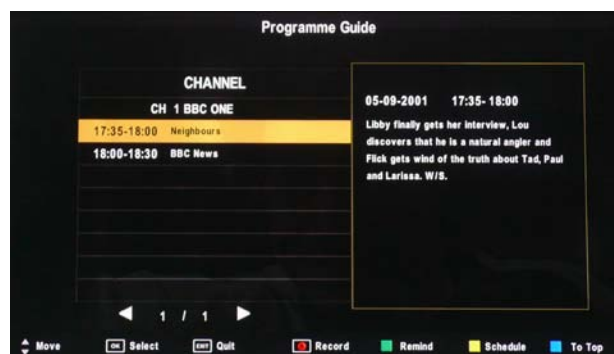 Programme Guide
CHANNEL
CH 1 BBC ONE
17:35-18:00 Neighbours
18:00-18:30 BBC News
1 / 1
05-09-2001 17:35-18:00
Libby finally gets her interview, Lou
discovers that he is a natural angler and
Flick gets wind of the truth about Tad, Paul
and Larissa. W/S.
Move OK Select EXIT Quit Record Remind Schedule To Top